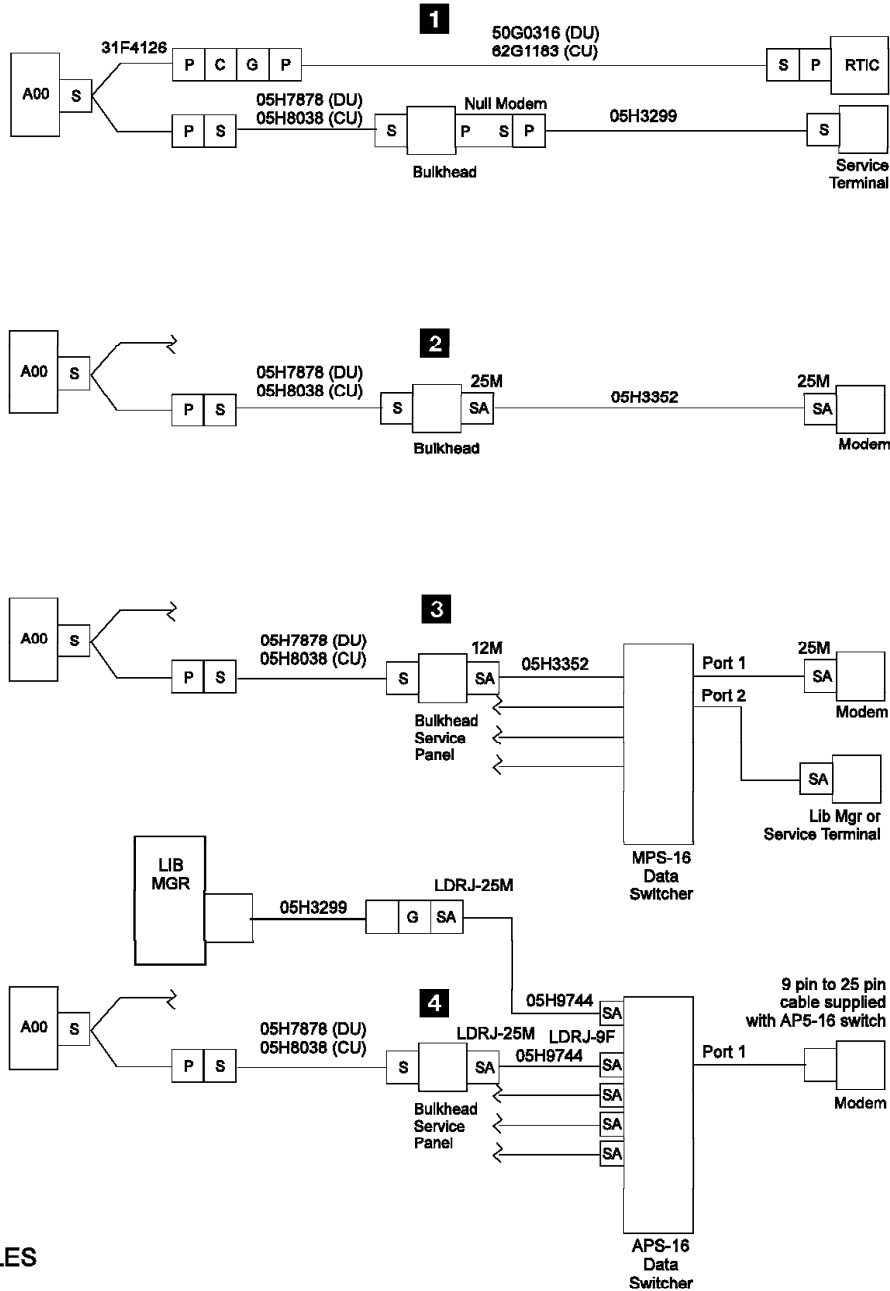 1
50G0316 (DU)
62G1183 (CU)
31F4126
P C G P
S P RTIC
A00 S
05H7878 (DU)
05H8038 (CU)
Null Modem
05H3299
P S
S P S P
S
Bulkhead
Service
Terminal
2
A00 S
05H7878 (DU)
05H8038 (CU)
25M
05H3352
25M
P S
S SA
SA
Bulkhead
Modem
3
A00 S
05H7878 (DU)
05H8038 (CU)
12M
05H3352
Port 1
25M
P S
S SA
SA
Port 2
Modem
Bulkhead
Service
Panel
SA
Lib Mgr or
Service Terminal
MPS-16
Data
Switcher
LIB
MGR
05H3299
LDRJ-25M
G SA
4
05H9744
SA
9 pin to 25 pin
cable supplied
with AP5-16 switch
A00 S
05H7878 (DU)
05H8038 (CU)
LDRJ-25M
LDRJ-9F
05H9744
Port 1
P S
S SA
SA
Modem
Bulkhead
Service
Panel
SA
SA
SA
APS-16
Data
Switcher
LES